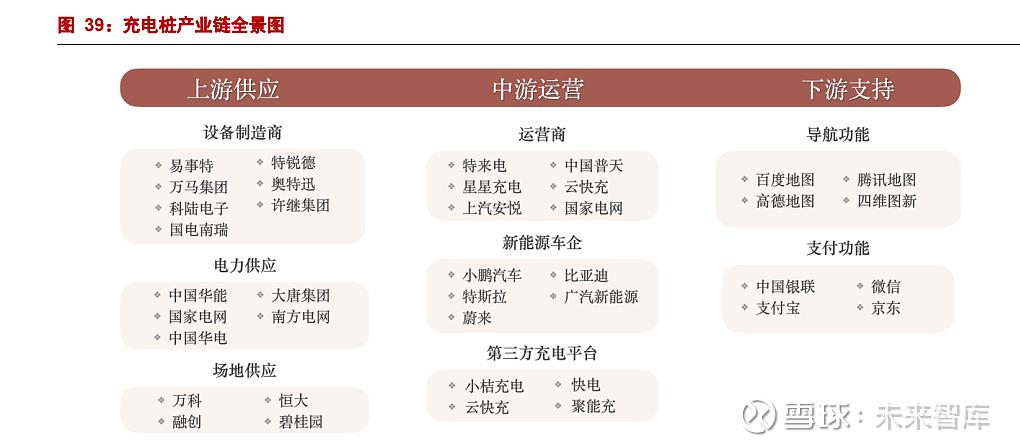 图 39：充电桩产业链全景图
上游供应 中游运营 下游支持
设备制造商
❖ 易事特 ❖ 特锐德
❖ 万马集团 ❖ 奥特迅
❖ 科陆电子 ❖ 许继集团
❖ 国电南瑞
电力供应
❖ 中国华能 ❖ 大唐集团
❖ 国家电网 ❖ 南方电网
❖ 中国华电
场地供应
❖ 万科 ❖ 恒大
❖ 融创 ❖ 碧桂园
运营商
❖ 特来电 ❖ 中国普天
❖ 星星充电 ❖ 云快充
❖ 上汽安悦 ❖ 国家电网
新能源车企
❖ 小鹏汽车 ❖ 比亚迪
❖ 特斯拉 ❖ 广汽新能源
❖ 蔚来
第三方充电平台
❖ 小桔充电 ❖ 快电
❖ 云快充 ❖ 聚能充
导航功能
❖ 百度地图 ❖ 腾讯地图
❖ 高德地图 ❖ 四维图新
支付功能
❖ 中国银联 ❖ 微信
❖ 支付宝 ❖ 京东
雪球：未来智库